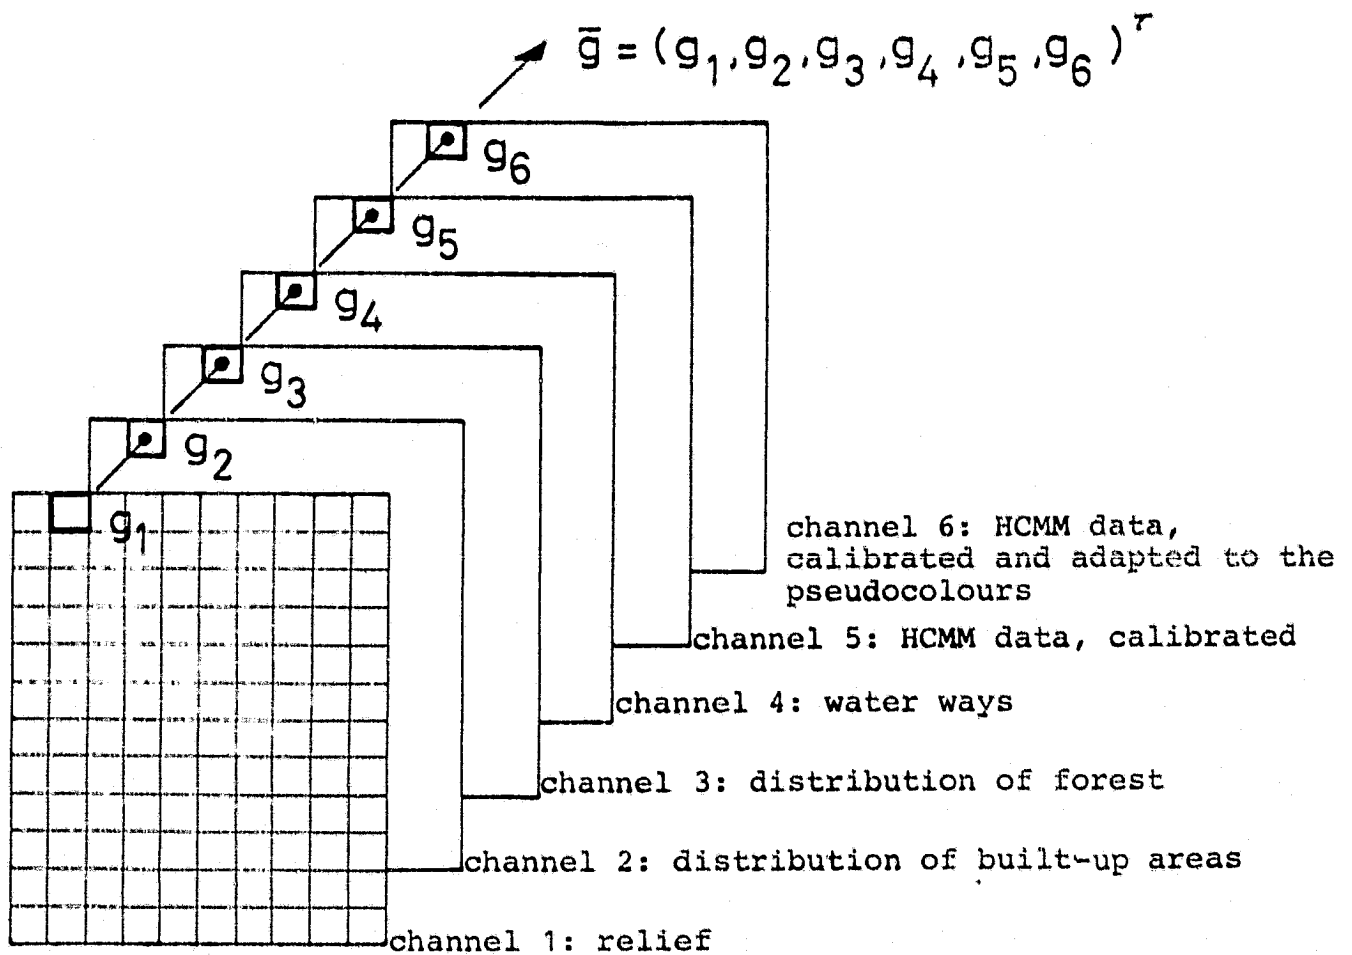 g̅ = (g₁,g₂,g₃,g₄,g₅,g₆)ᵀ
g₆
g₅
g₄
g₃
g₂
g₁
channel 6: HCMM data,
calibrated and adapted to the
pseudocolours
channel 5: HCMM data, calibrated
channel 4: water ways
channel 3: distribution of forest
channel 2: distribution of built-up areas
channel 1: relief